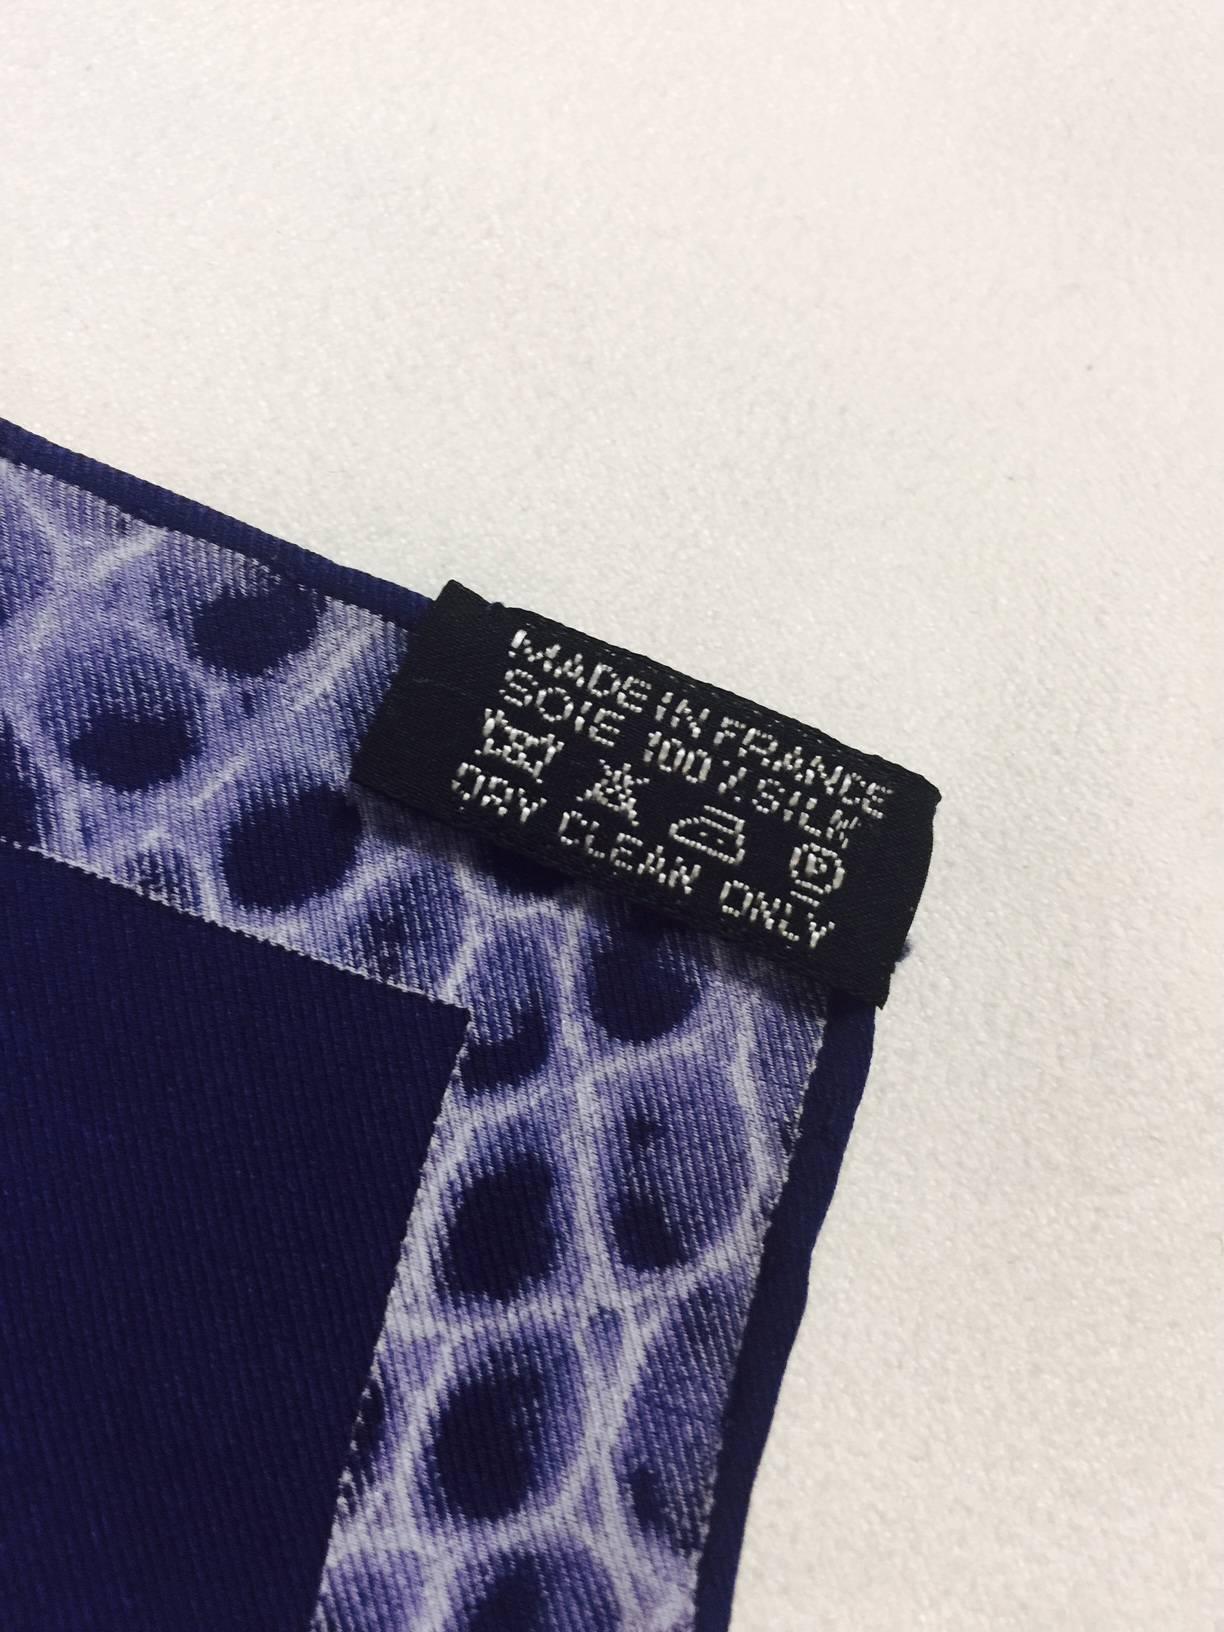 MADE IN FRANCE
SOIE 100% SILK
P
DRY CLEAN ONLY